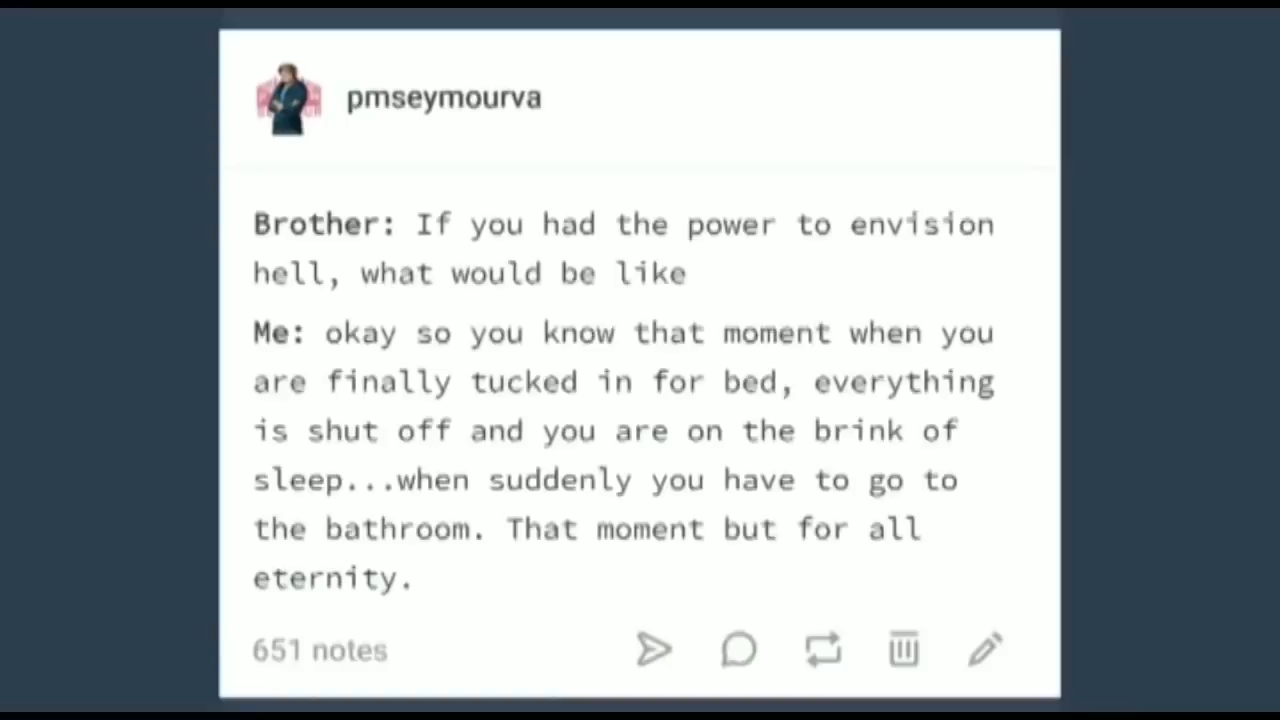 pmseymourva
Brother: If you had the power to envision
hell, what would be like
Me: okay so you know that moment when you
are finally tucked in for bed, everything
is shut off and you are on the brink of
sleep...when suddenly you have to go to
the bathroom. That moment but for all
eternity.
651 notes